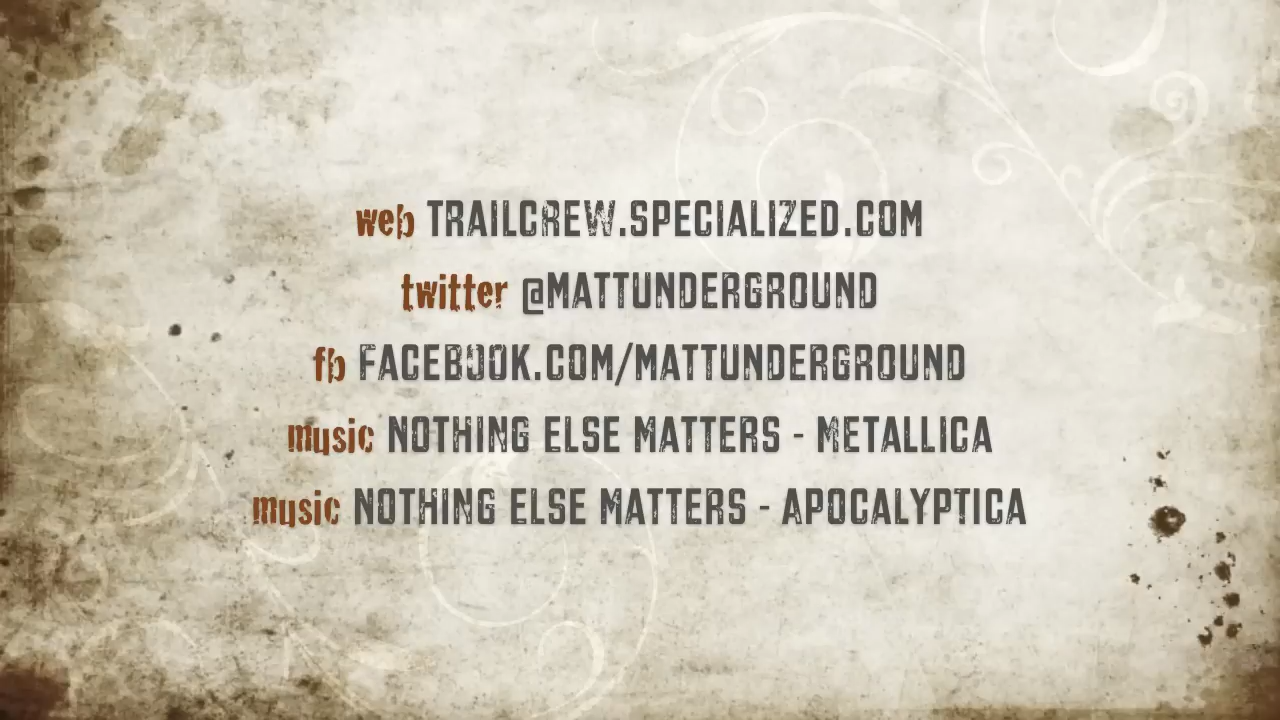 web TRAILCREW.SPECIALIZED.COM
twitter @MATTUNDERGROUND
fb FACEBOOK.COM/MATTUNDERGROUND
music NOTHING ELSE MATTERS - METALLICA
music NOTHING ELSE MATTERS - APOCALYPTICA